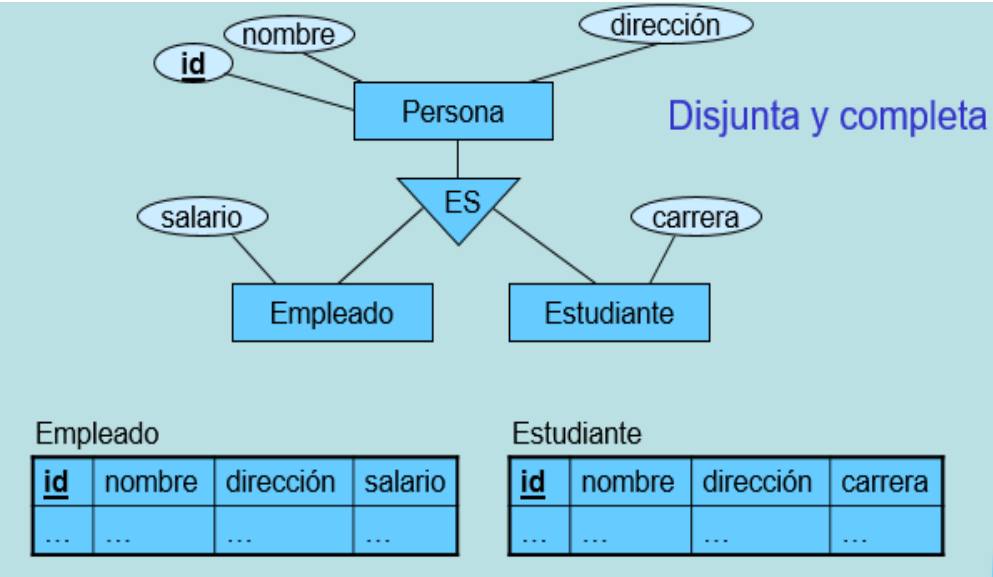 nombre
dirección
id
Persona
Disjunta y completa
ES
salario
carrera
Empleado
Estudiante
Empleado
id nombre dirección salario
... ... ... ...
Estudiante
id nombre dirección carrera
... ... ... ...